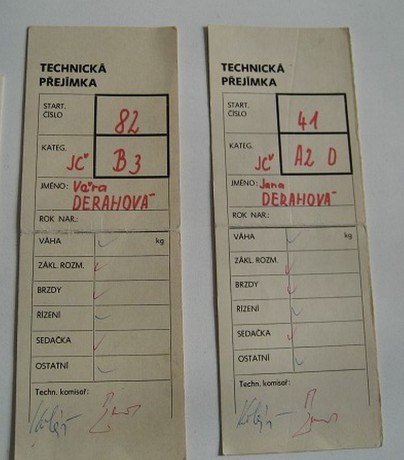 TECHNICKÁ
PŘEJÍMKA
START.
ČÍSLO
82
KATEG.
JČ B3
JMÉNO: Věra
DERAHOVÁ
ROK NAR.:
VÁHA kg
ZÁKL. ROZM.
BRZDY
ŘÍZENÍ
SEDAČKA
OSTATNÍ
Techn. komisař:
TECHNICKÁ
PŘEJÍMKA
START.
ČÍSLO
41
KATEG.
JČ A2 D
JMÉNO: Jana
DERAHOVÁ
ROK NAR.:
VÁHA kg
ZÁKL. ROZM.
BRZDY
ŘÍZENÍ
SEDAČKA
OSTATNÍ
Techn. komisař: